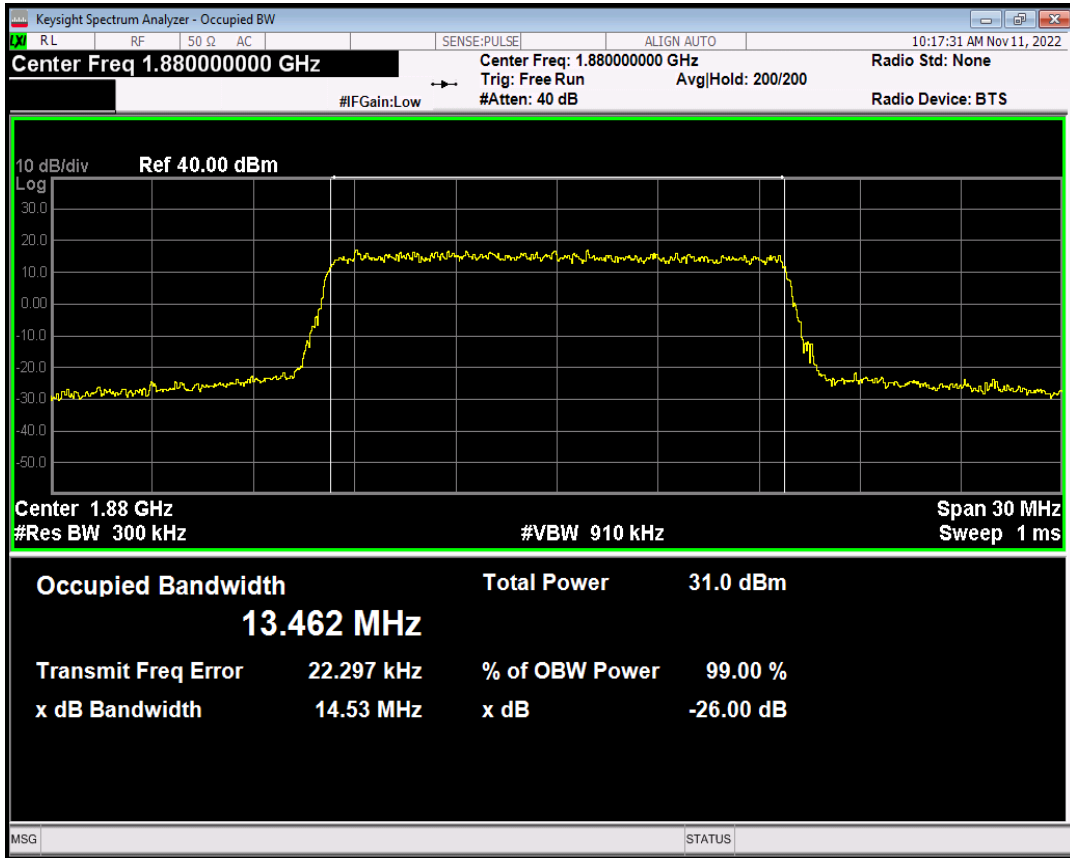 Keysight Spectrum Analyzer - Occupied BW
LXI RL RF 50 Ω AC SENSE:PULSE ALIGN AUTO 10:17:31 AM Nov 11, 2022
Center Freq 1.880000000 GHz Center Freq: 1.880000000 GHz Radio Std: None
Trig: Free Run Avg|Hold: 200/200
#IFGain:Low #Atten: 40 dB Radio Device: BTS
10 dB/div Ref 40.00 dBm
Log
30.0
20.0
10.0
0.00
-10.0
-20.0
-30.0
-40.0
-50.0
Center 1.88 GHz Span 30 MHz
#Res BW 300 kHz #VBW 910 kHz Sweep 1 ms
Occupied Bandwidth Total Power 31.0 dBm
13.462 MHz
Transmit Freq Error 22.297 kHz % of OBW Power 99.00 %
x dB Bandwidth 14.53 MHz x dB -26.00 dB
MSG STATUS